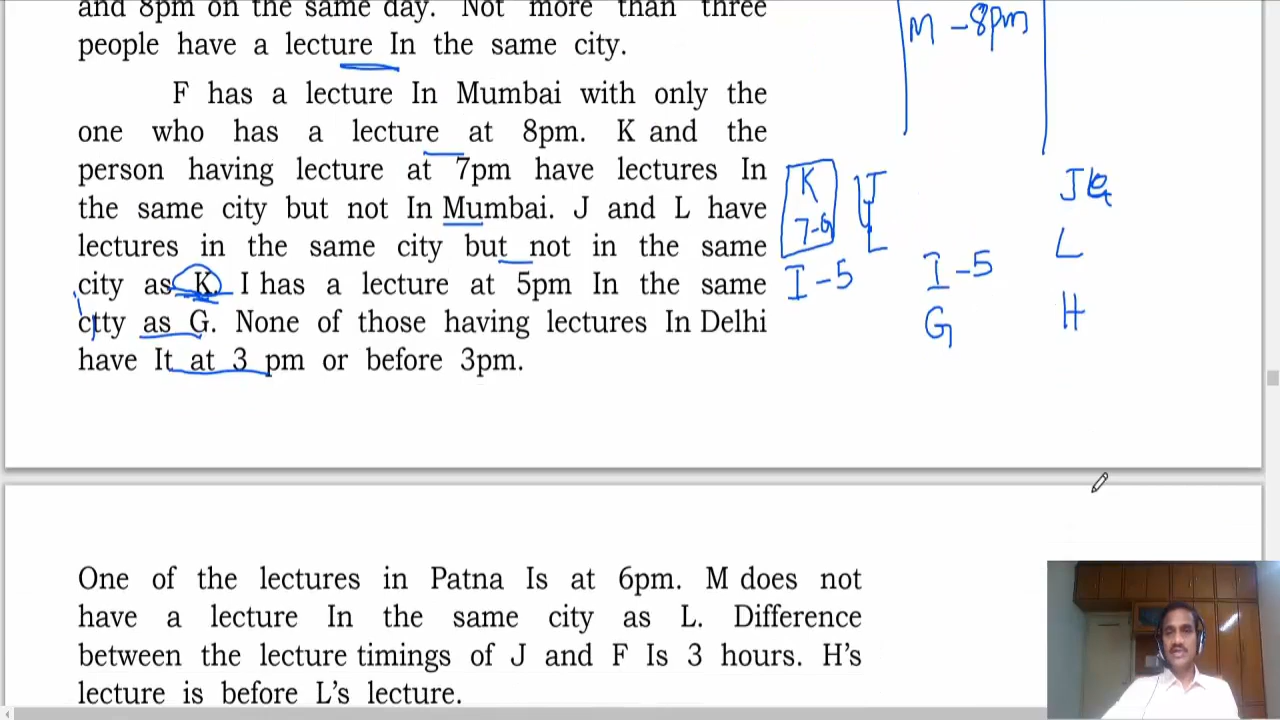 and 8pm on the same day. Not more than three
people have a lecture In the same city.
F has a lecture In Mumbai with only the
one who has a lecture at 8pm. K and the
person having lecture at 7pm have lectures In
the same city but not In Mumbai. J and L have
lectures in the same city but not in the same
city as K. I has a lecture at 5pm In the same
city as G. None of those having lectures In Delhi
have It at 3 pm or before 3pm.
M - 8pm
K
7-G
I - 5
J
L
I - 5
G
J
L
H
One of the lectures in Patna Is at 6pm. M does not
have a lecture In the same city as L. Difference
between the lecture timings of J and F Is 3 hours. H's
lecture is before L's lecture.